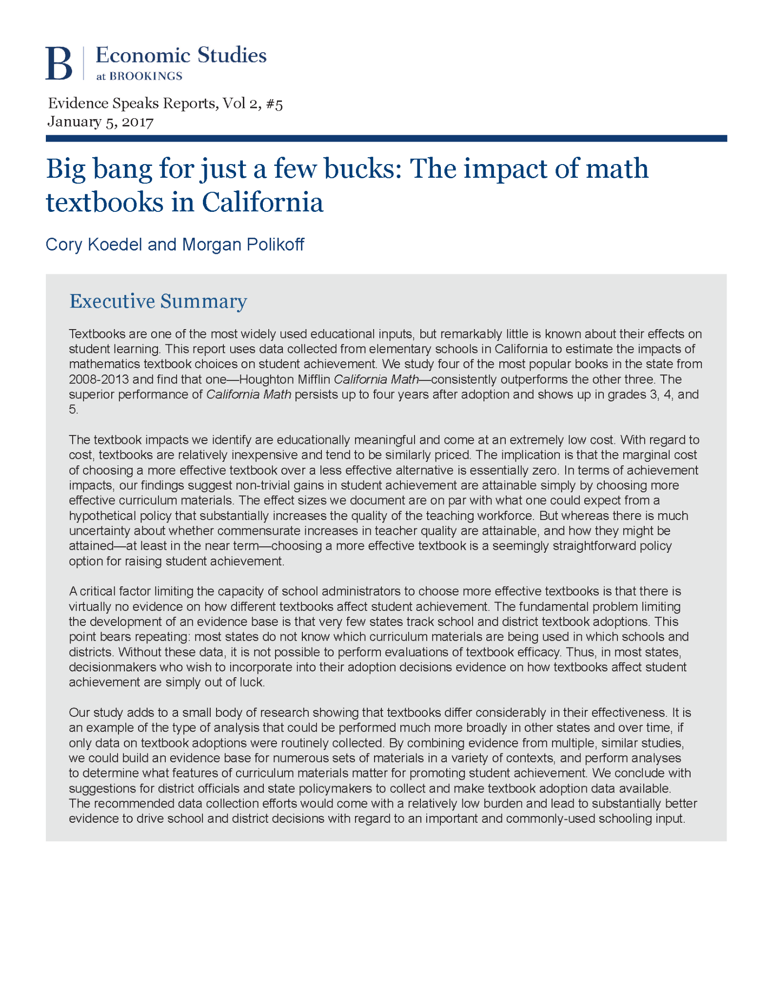 B
Economic Studies
at BROOKINGS
Evidence Speaks Reports, Vol 2, #5
January 5, 2017
Big bang for just a few bucks: The impact of math
textbooks in California
Cory Koedel and Morgan Polikoff
Executive Summary
Textbooks are one of the most widely used educational inputs, but remarkably little is known about their effects on
student learning. This report uses data collected from elementary schools in California to estimate the impacts of
mathematics textbook choices on student achievement. We study four of the most popular books in the state from
2008-2013 and find that one—Houghton Mifflin California Math—consistently outperforms the other three. The
superior performance of California Math persists up to four years after adoption and shows up in grades 3, 4, and
5.
The textbook impacts we identify are educationally meaningful and come at an extremely low cost. With regard to
cost, textbooks are relatively inexpensive and tend to be similarly priced. The implication is that the marginal cost
of choosing a more effective textbook over a less effective alternative is essentially zero. In terms of achievement
impacts, our findings suggest non-trivial gains in student achievement are attainable simply by choosing more
effective curriculum materials. The effect sizes we document are on par with what one could expect from a
hypothetical policy that substantially increases the quality of the teaching workforce. But whereas there is much
uncertainty about whether commensurate increases in teacher quality are attainable, and how they might be
attained—at least in the near term—choosing a more effective textbook is a seemingly straightforward policy
option for raising student achievement.
A critical factor limiting the capacity of school administrators to choose more effective textbooks is that there is
virtually no evidence on how different textbooks affect student achievement. The fundamental problem limiting
the development of an evidence base is that very few states track school and district textbook adoptions. This
point bears repeating: most states do not know which curriculum materials are being used in which schools and
districts. Without these data, it is not possible to perform evaluations of textbook efficacy. Thus, in most states,
decisionmakers who wish to incorporate into their adoption decisions evidence on how textbooks affect student
achievement are simply out of luck.
Our study adds to a small body of research showing that textbooks differ considerably in their effectiveness. It is
an example of the type of analysis that could be performed much more broadly in other states and over time, if
only data on textbook adoptions were routinely collected. By combining evidence from multiple, similar studies,
we could build an evidence base for numerous sets of materials in a variety of contexts, and perform analyses
to determine what features of curriculum materials matter for promoting student achievement. We conclude with
suggestions for district officials and state policymakers to collect and make textbook adoption data available.
The recommended data collection efforts would come with a relatively low burden and lead to substantially better
evidence to drive school and district decisions with regard to an important and commonly-used schooling input.